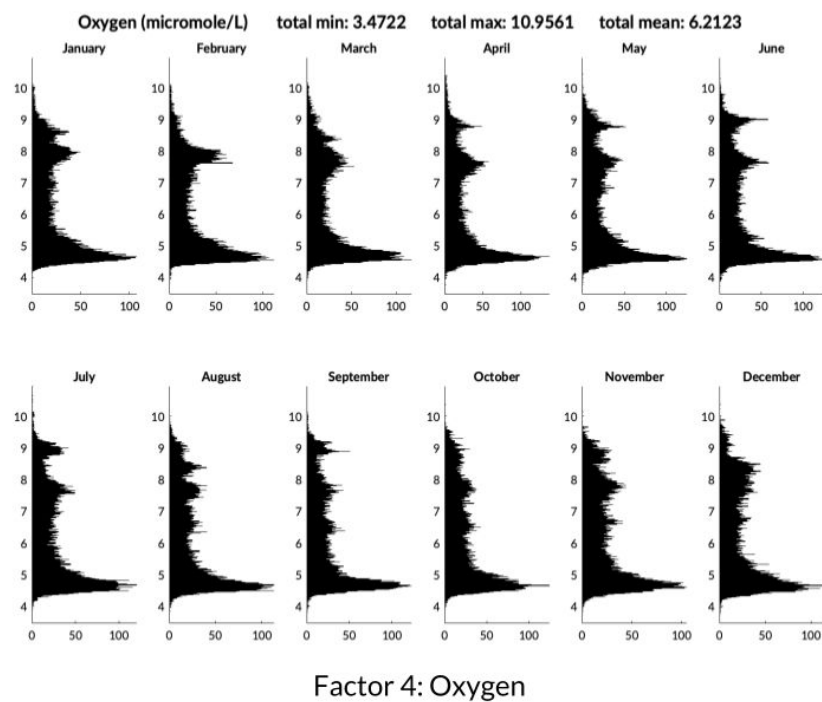 Oxygen (micromole/L) total min: 3.4722 total max: 10.9561 total mean: 6.2123
January February March April May June
10 10 10 10 10 10
9 9 9 9 9 9
8 8 8 8 8 8
7 7 7 7 7 7
6 6 6 6 6 6
5 5 5 5 5 5
4 4 4 4 4 4
0 50 100 0 50 100 0 50 100 0 50 100 0 50 100 0 50 100
July August September October November December
10 10 10 10 10 10
9 9 9 9 9 9
8 8 8 8 8 8
7 7 7 7 7 7
6 6 6 6 6 6
5 5 5 5 5 5
4 4 4 4 4 4
0 50 100 0 50 100 0 50 100 0 50 100 0 50 100 0 50 100
Factor 4: Oxygen